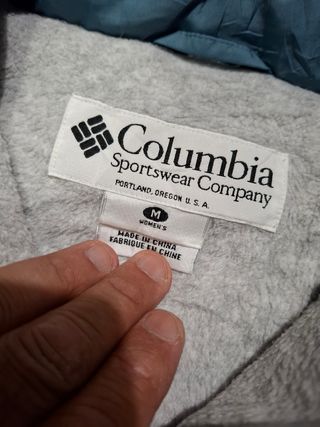 Columbia
Sportswear Company
PORTLAND, OREGON U. S. A.
M
WOMEN'S
MADE IN CHINA
FABRIQUE EN CHINE